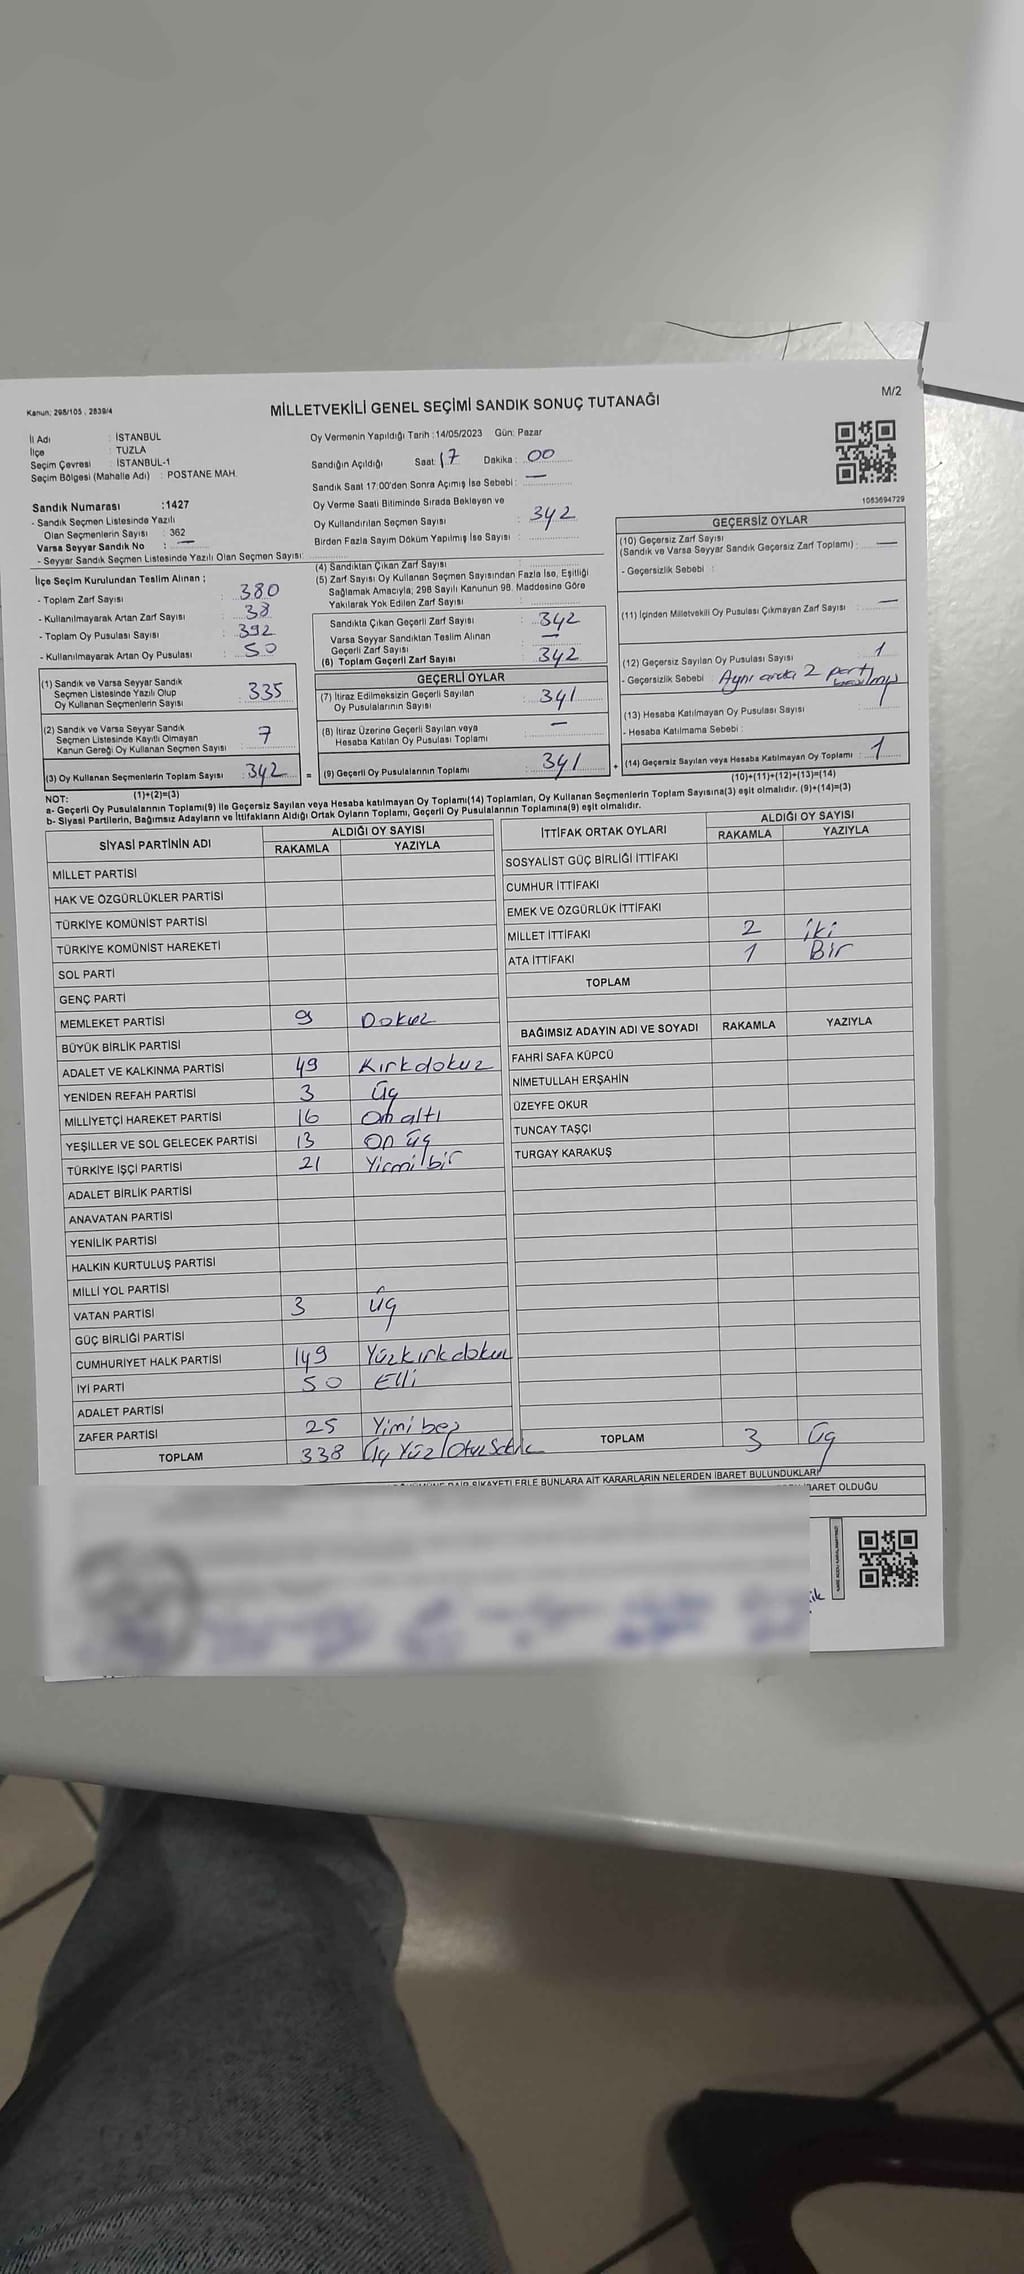 Kanun: 298/105 , 2839/4
MİLLETVEKİLİ GENEL SEÇİMİ SANDIK SONUÇ TUTANAĞI
M/2
İl Adı : İSTANBUL
İlçe : TUZLA
Seçim Çevresi : İSTANBUL-1
Seçim Bölgesi (Mahalle Adı) : POSTANE MAH.
Oy Vermenin Yapıldığı Tarih :14/05/2023 Gün: Pazar
Sandığın Açıldığı Saat: 17 Dakika : 00
Sandık Saat 17:00'den Sonra Açımış İse Sebebi : —
Oy Verme Saati Bitiminde Sırada Bekleyen ve
Oy Kullandırılan Seçmen Sayısı : 342
Birden Fazla Sayım Döküm Yapılmış İse Sayısı :
1083694729
Sandık Numarası :1427
- Sandık Seçmen Listesinde Yazılı
Olan Seçmenlerin Sayısı : 362
Varsa Seyyar Sandık No : —
- Seyyar Sandık Seçmen Listesinde Yazılı Olan Seçmen Sayısı:
İlçe Seçim Kurulundan Teslim Alınan ;
- Toplam Zarf Sayısı : 380
- Kullanılmayarak Artan Zarf Sayısı : 38
- Toplam Oy Pusulası Sayısı : 392
- Kullanılmayarak Artan Oy Pusulası : 50
(1) Sandık ve Varsa Seyyar Sandık
Seçmen Listesinde Yazılı Olup
Oy Kullanan Seçmenlerin Sayısı : 335
(2) Sandık ve Varsa Seyyar Sandık
Seçmen Listesinde Kayıtlı Olmayan
Kanun Gereği Oy Kullanan Seçmen Sayısı : 7
(3) Oy Kullanan Seçmenlerin Toplam Sayısı : 342
(1)+(2)=(3)
(4) Sandıktan Çıkan Zarf Sayısı :
(5) Zarf Sayısı Oy Kullanan Seçmen Sayısından Fazla İse, Eşitliği
Sağlamak Amacıyla; 298 Sayılı Kanunun 98. Maddesine Göre
Yakılarak Yok Edilen Zarf Sayısı :
Sandıkta Çıkan Geçerli Zarf Sayısı : 342
Varsa Seyyar Sandıktan Teslim Alınan
Geçerli Zarf Sayısı : —
(6) Toplam Geçerli Zarf Sayısı : 342
GEÇERLİ OYLAR
(7) İtiraz Edilmeksizin Geçerli Sayılan
Oy Pusulalarının Sayısı : 341
(8) İtiraz Üzerine Geçerli Sayılan veya
Hesaba Katılan Oy Pusulası Toplamı : —
= (9) Geçerli Oy Pusulalarının Toplamı : 341 +
GEÇERSİZ OYLAR
(10) Geçersiz Zarf Sayısı
(Sandık ve Varsa Seyyar Sandık Geçersiz Zarf Toplamı) : —
- Geçersizlik Sebebi :
(11) İçinden Milletvekili Oy Pusulası Çıkmayan Zarf Sayısı : —
(12) Geçersiz Sayılan Oy Pusulası Sayısı : 1
- Geçersizlik Sebebi : Aynı anda 2 parti
(13) Hesaba Katılmayan Oy Pusulası Sayısı :
- Hesaba Katılmama Sebebi :
(14) Geçersiz Sayılan veya Hesaba Katılmayan Oy Toplamı : 1
(10)+(11)+(12)+(13)=(14)
NOT:
a- Geçerli Oy Pusulalarının Toplamı(9) ile Geçersiz Sayılan veya Hesaba katılmayan Oy Toplamı(14) Toplamları, Oy Kullanan Seçmenlerin Toplam Sayısına(3) eşit olmalıdır. (9)+(14)=(3)
b- Siyasi Partilerin, Bağımsız Adayların ve İttifakların Aldığı Ortak Oyların Toplamı, Geçerli Oy Pusulalarının Toplamına(9) eşit olmalıdır.
SİYASİ PARTİNİN ADI
ALDIĞI OY SAYISI
RAKAMLA YAZIYLA
MİLLET PARTİSİ
HAK VE ÖZGÜRLÜKLER PARTİSİ
TÜRKİYE KOMÜNİST PARTİSİ
TÜRKİYE KOMÜNİST HAREKETİ
SOL PARTİ
GENÇ PARTİ
MEMLEKET PARTİSİ 9 Dokuz
BÜYÜK BİRLİK PARTİSİ
ADALET VE KALKINMA PARTİSİ 49 Kırkdokuz
YENİDEN REFAH PARTİSİ 3 Üç
MİLLİYETÇİ HAREKET PARTİSİ 16 On altı
YEŞİLLER VE SOL GELECEK PARTİSİ 13 On üç
TÜRKİYE İŞÇİ PARTİSİ 21 Yirmi bir
ADALET BİRLİK PARTİSİ
ANAVATAN PARTİSİ
YENİLİK PARTİSİ
HALKIN KURTULUŞ PARTİSİ
MİLLİ YOL PARTİSİ
VATAN PARTİSİ 3 Üç
GÜÇ BİRLİĞİ PARTİSİ
CUMHURİYET HALK PARTİSİ 149 Yüzkırkdokuz
İYİ PARTİ 50 Elli
ADALET PARTİSİ
ZAFER PARTİSİ 25 Yimi beş
TOPLAM 338 Üç Yüz
İTTİFAK ORTAK OYLARI
ALDIĞI OY SAYISI
RAKAMLA YAZIYLA
SOSYALİST GÜÇ BİRLİĞİ İTTİFAKI
CUMHUR İTTİFAKI
EMEK VE ÖZGÜRLÜK İTTİFAKI
MİLLET İTTİFAKI 2 iki
ATA İTTİFAKI 1 Bir
TOPLAM
BAĞIMSIZ ADAYIN ADI VE SOYADI RAKAMLA YAZIYLA
FAHRİ SAFA KÜPCÜ
NİMETULLAH ERŞAHİN
ÜZEYFE OKUR
TUNCAY TAŞÇI
TURGAY KARAKUŞ
TOPLAM 3 Üç
ŞİKAYETLERLE BUNLARA AİT KARARLARIN NELERDEN İBARET BULUNDUKLARI
BARET OLDUĞU